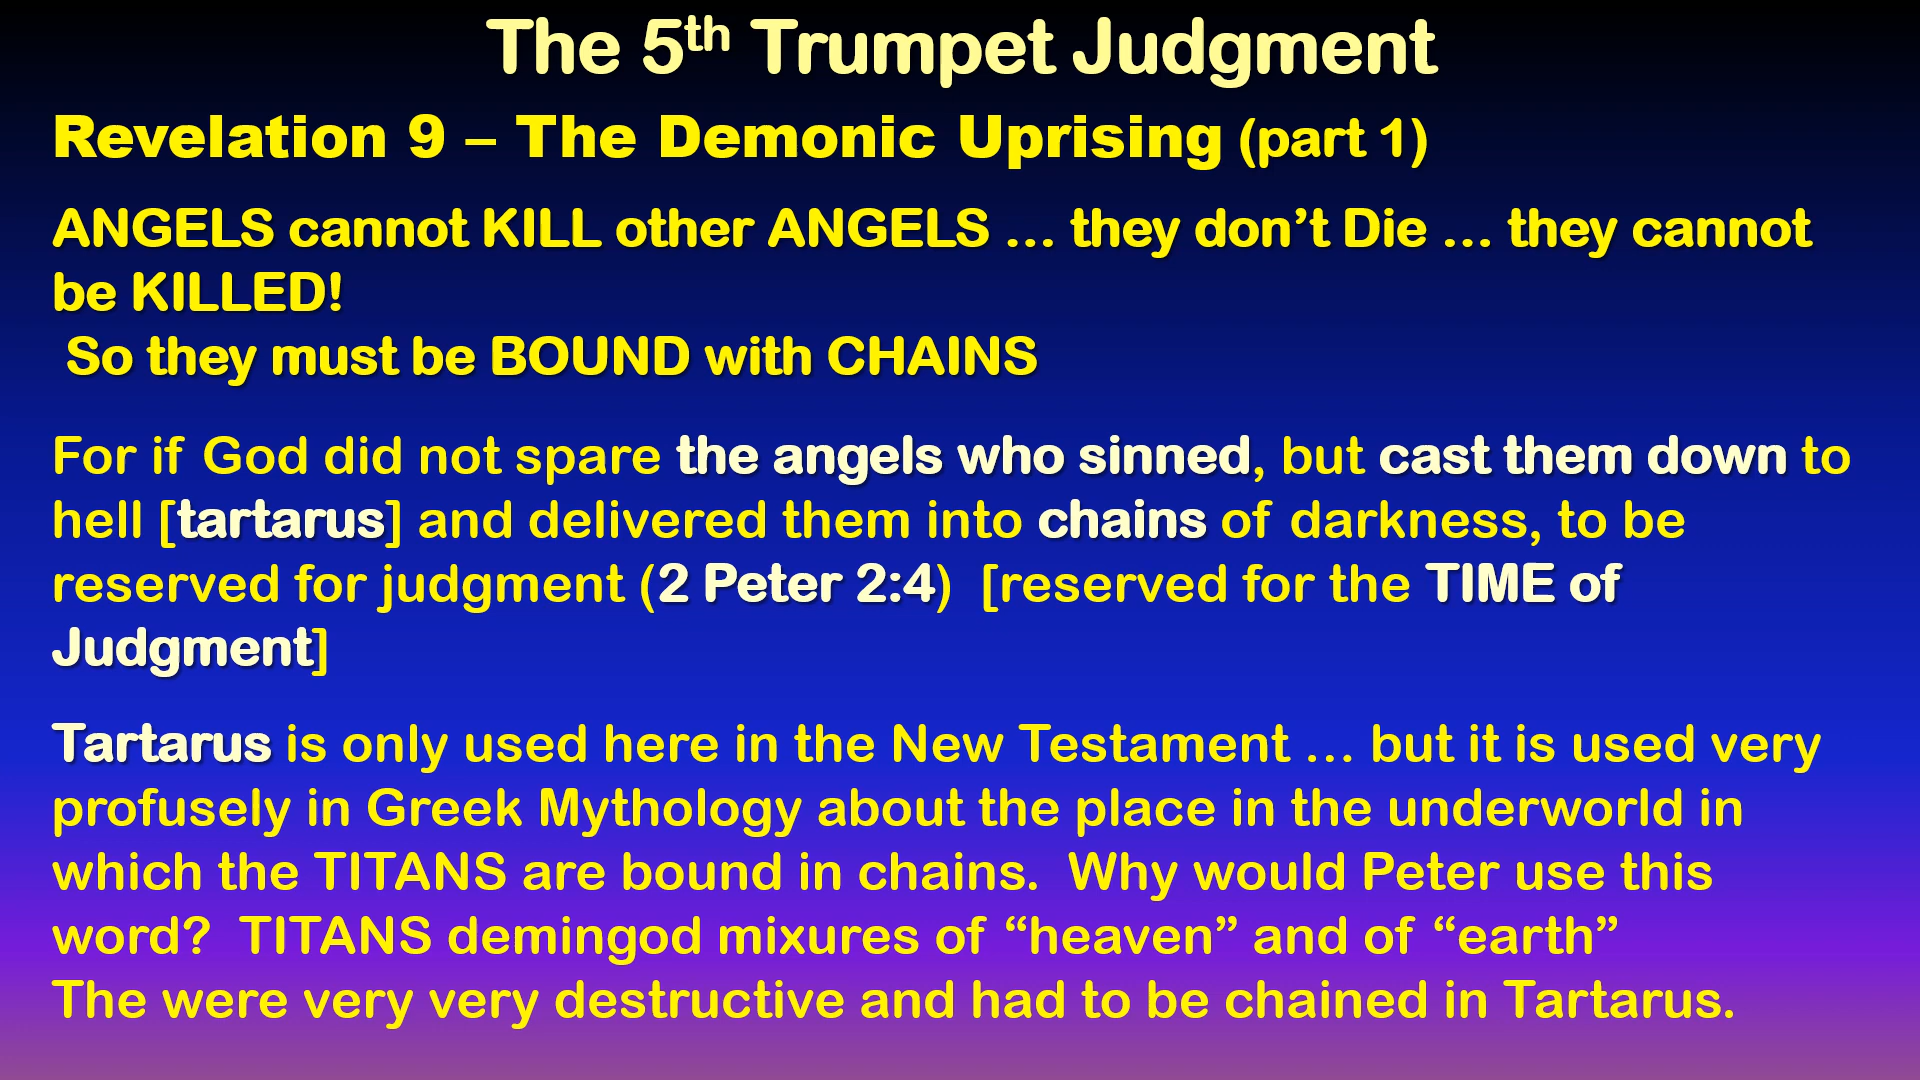 The 5th Trumpet Judgment
Revelation 9 – The Demonic Uprising (part 1)
ANGELS cannot KILL other ANGELS … they don’t Die … they cannot
be KILLED!
So they must be BOUND with CHAINS
For if God did not spare the angels who sinned, but cast them down to
hell [tartarus] and delivered them into chains of darkness, to be
reserved for judgment (2 Peter 2:4) [reserved for the TIME of
Judgment]
Tartarus is only used here in the New Testament … but it is used very
profusely in Greek Mythology about the place in the underworld in
which the TITANS are bound in chains. Why would Peter use this
word? TITANS demingod mixures of “heaven” and of “earth”
The were very very destructive and had to be chained in Tartarus.